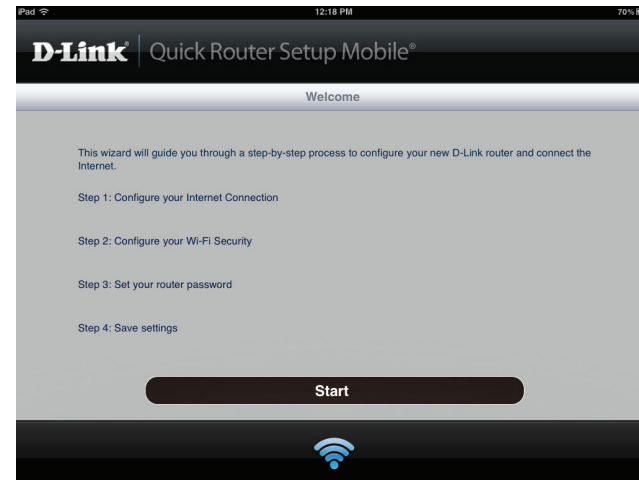 iPad 12:18 PM 70%
D-Link® Quick Router Setup Mobile®
Welcome
This wizard will guide you through a step-by-step process to configure your new D-Link router and connect the
Internet.
Step 1: Configure your Internet Connection
Step 2: Configure your Wi-Fi Security
Step 3: Set your router password
Step 4: Save settings
Start